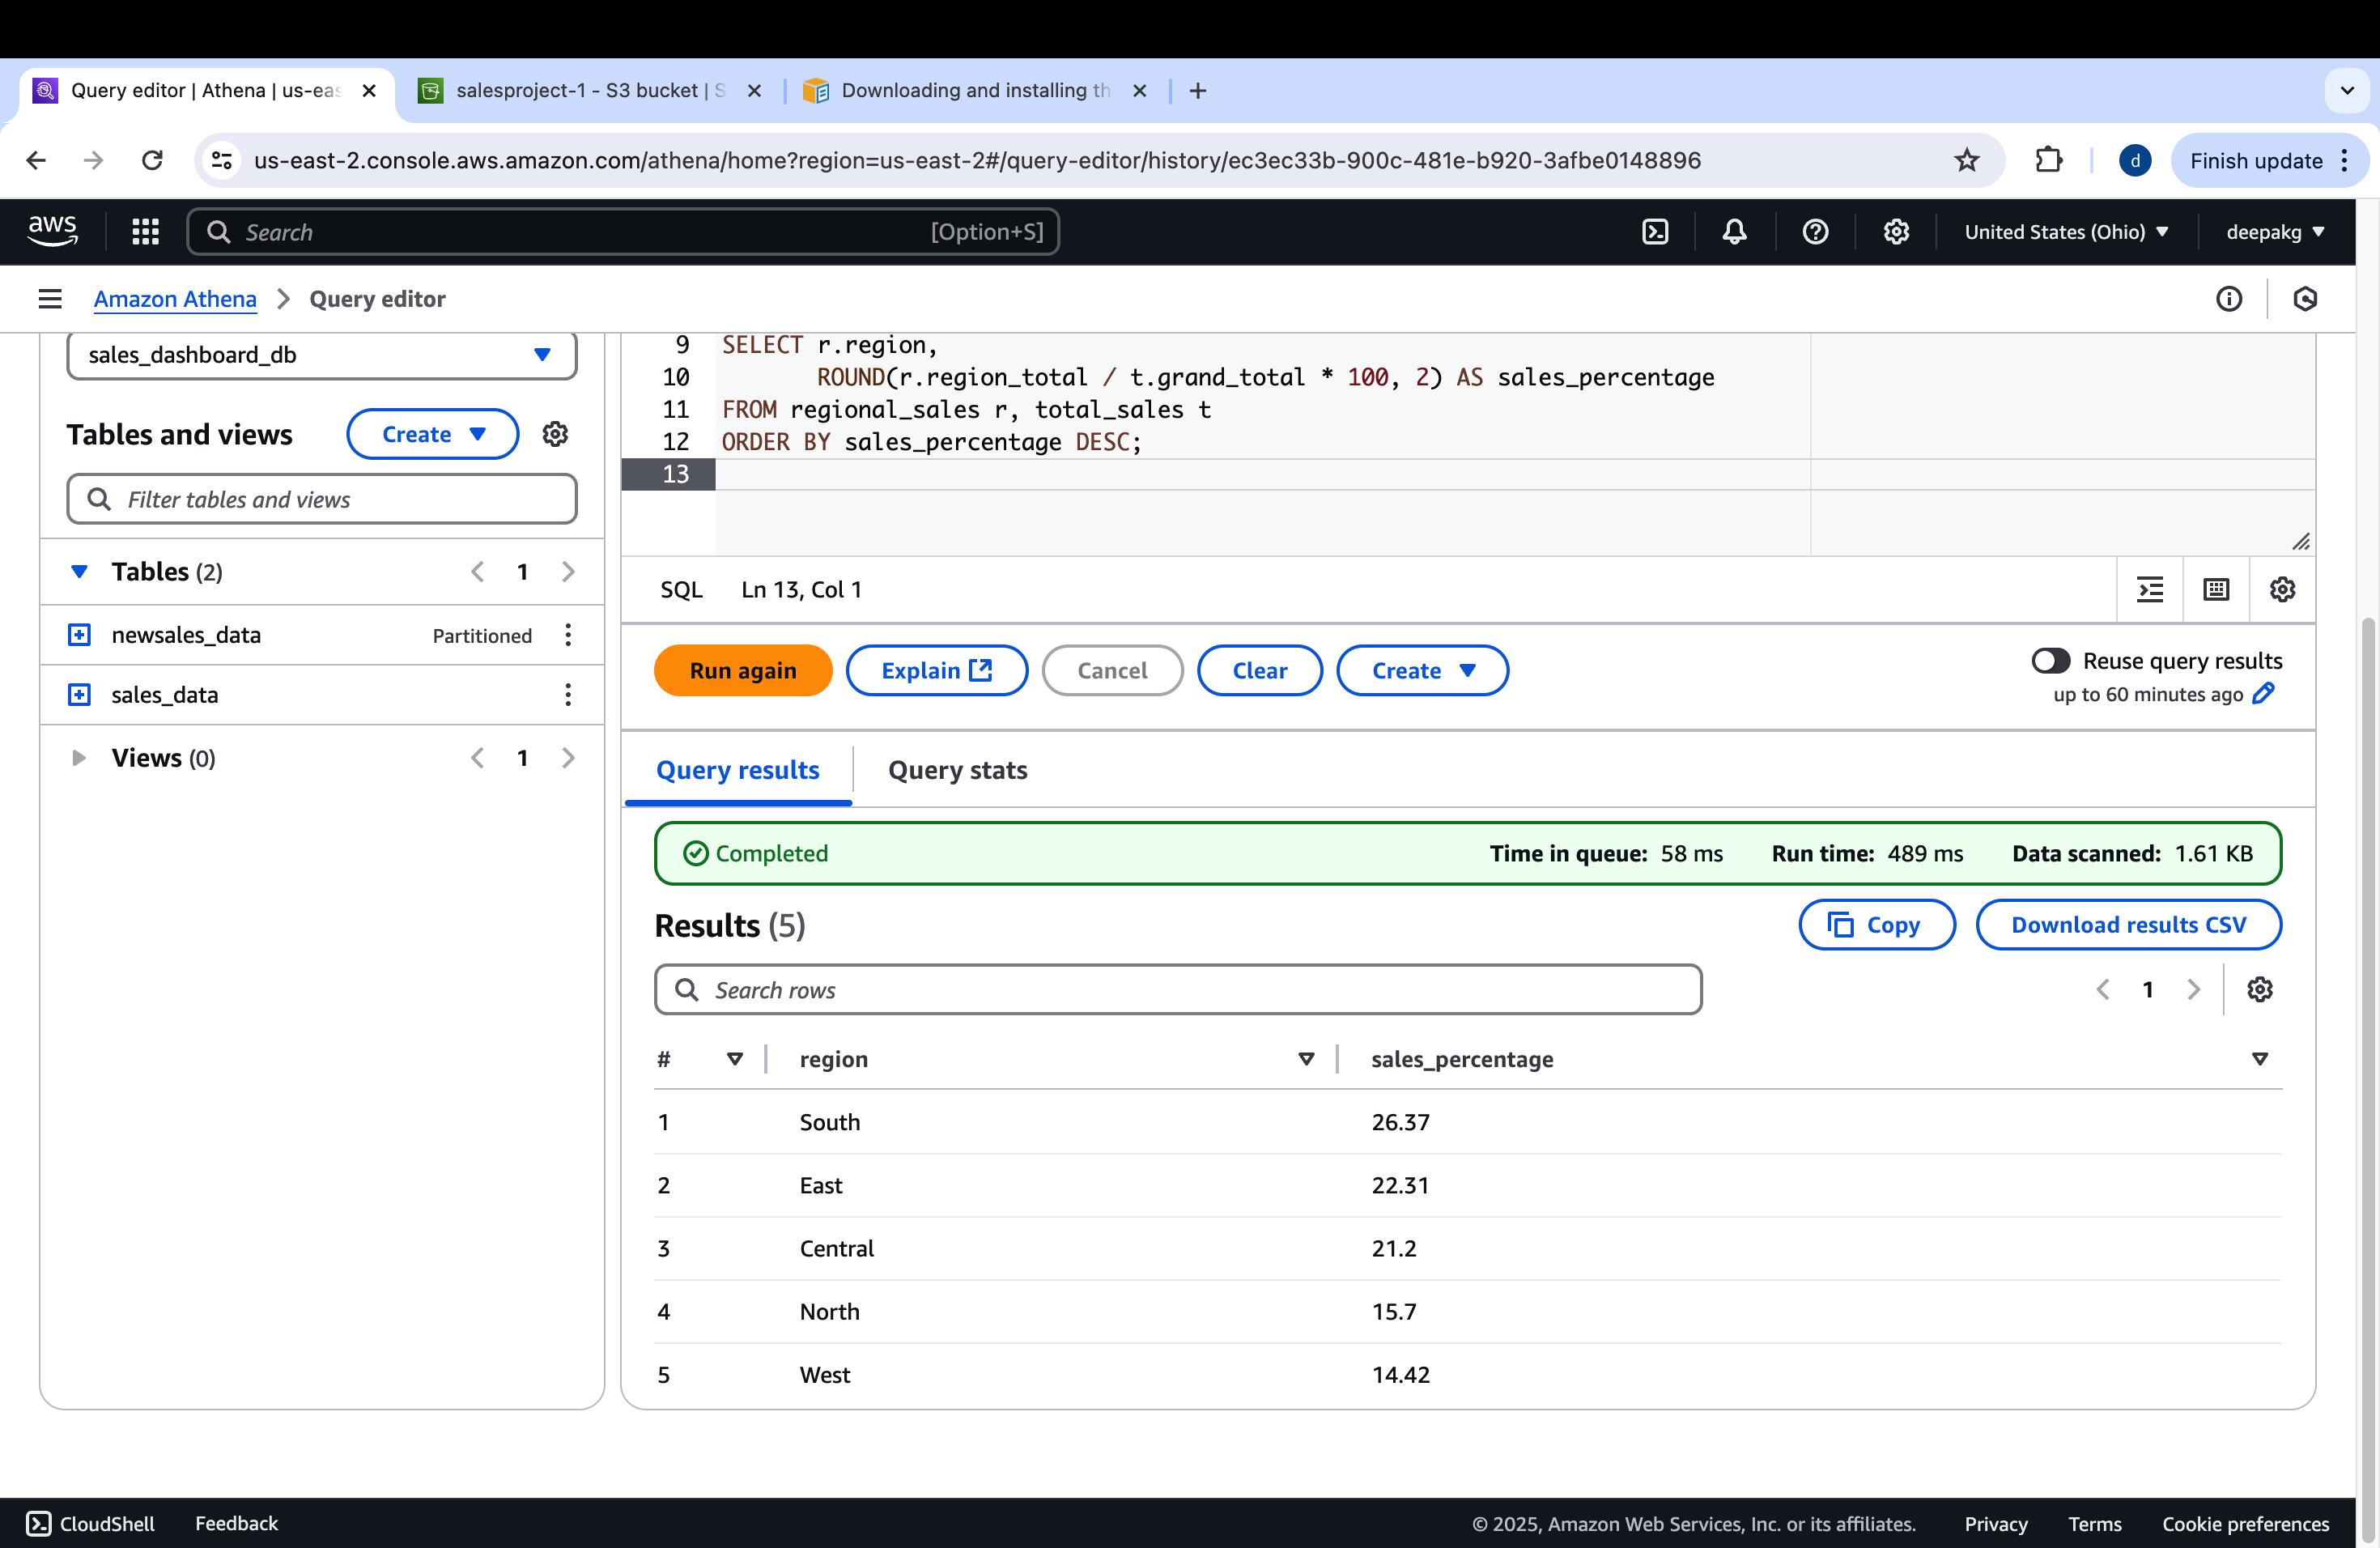 Query editor | Athena | us-eas
salesproject-1 - S3 bucket | S
Downloading and installing th
us-east-2.console.aws.amazon.com/athena/home?region=us-east-2#/query-editor/history/ec3ec33b-900c-481e-b920-3afbe0148896
d
Finish update
aws
Search
[Option+S]
United States (Ohio)
deepakg
Amazon Athena
Query editor
sales_dashboard_db
Tables and views
Create
Filter tables and views
Tables (2)
1
newsales_data
Partitioned
sales_data
Views (0)
1
9 SELECT r.region,
10 ROUND(r.region_total / t.grand_total * 100, 2) AS sales_percentage
11 FROM regional_sales r, total_sales t
12 ORDER BY sales_percentage DESC;
13
SQL Ln 13, Col 1
Run again
Explain
Cancel
Clear
Create
Reuse query results
up to 60 minutes ago
Query results
Query stats
Completed
Time in queue: 58 ms
Run time: 489 ms
Data scanned: 1.61 KB
Results (5)
Copy
Download results CSV
Search rows
1
# region sales_percentage
1 South 26.37
2 East 22.31
3 Central 21.2
4 North 15.7
5 West 14.42
CloudShell
Feedback
© 2025, Amazon Web Services, Inc. or its affiliates.
Privacy
Terms
Cookie preferences